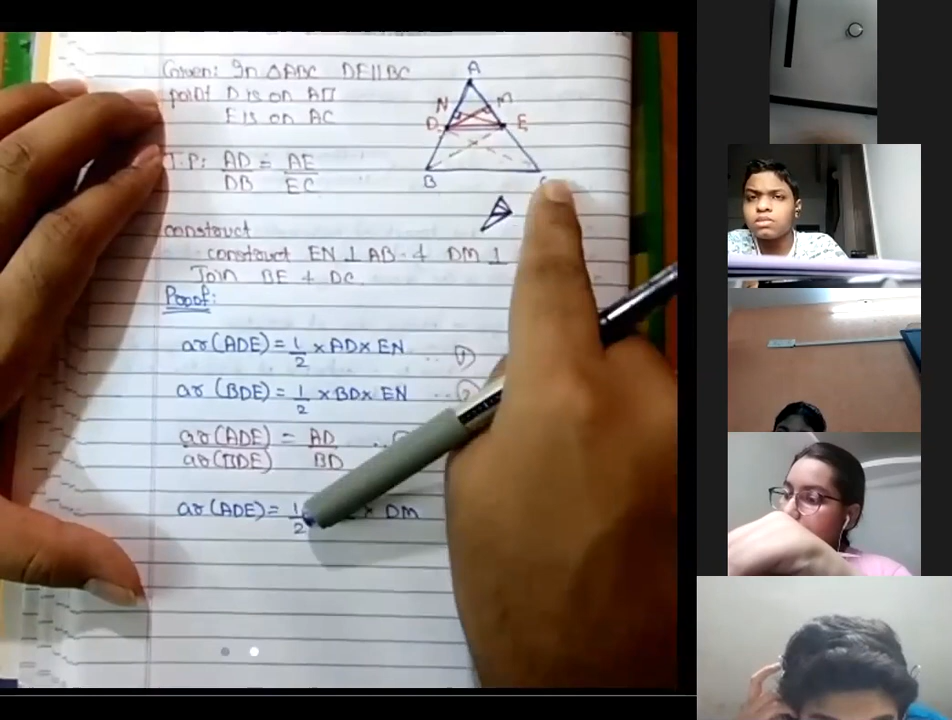 Given: In △ABC DE||BC
point D is on AB
E is on AC
T.P: AD/DB = AE/EC
A
N
M
D
E
B
construct
construct EN ⊥ AB. & DM ⊥
Join BE & DC.
Proof:
ar(ADE) = 1/2 × AD × EN ... ①
ar(BDE) = 1/2 × BD × EN ... ②
ar(ADE)/ar(BDE) = AD/BD ..
ar(ADE) = 1/2 × DM